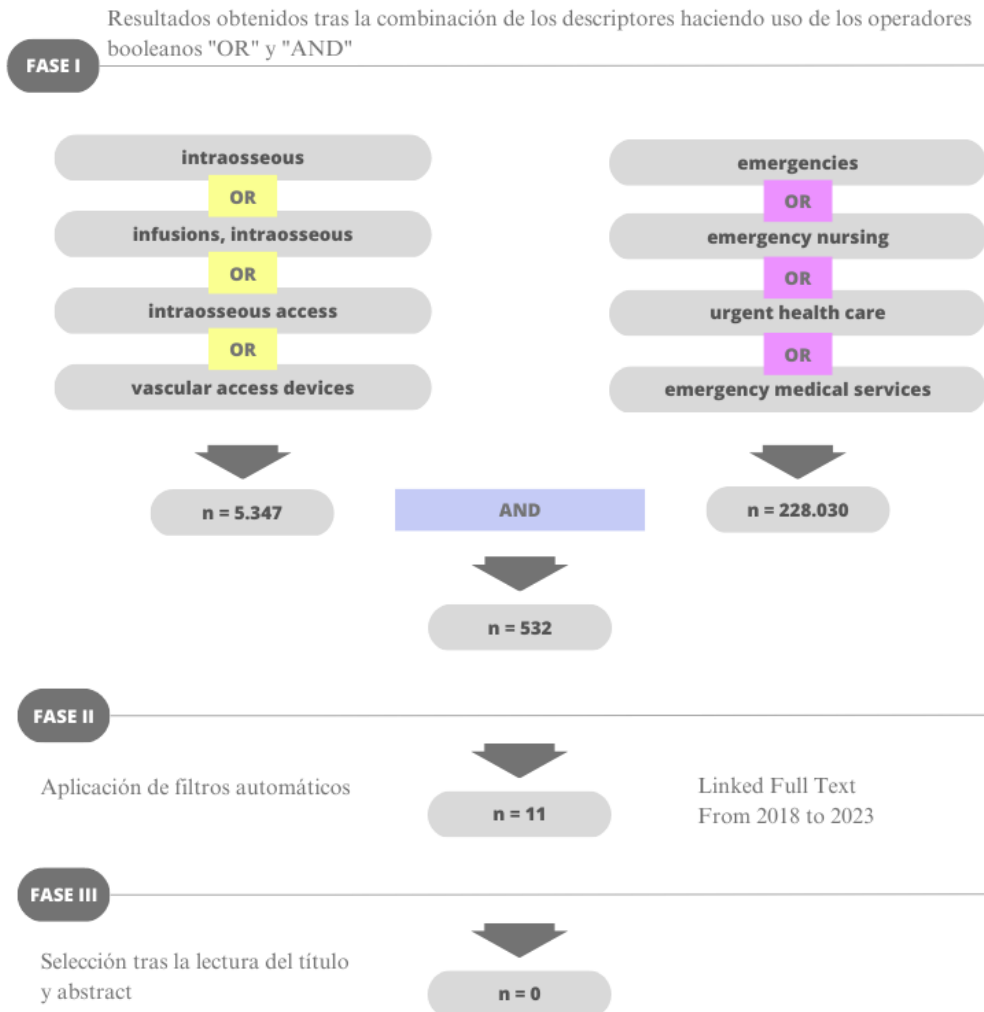 Resultados obtenidos tras la combinación de los descriptores haciendo uso de los operadores
booleanos "OR" y "AND"
FASE I
intraosseous
OR
infusions, intraosseous
OR
intraosseous access
OR
vascular access devices
n = 5.347
emergencies
OR
emergency nursing
OR
urgent health care
OR
emergency medical services
n = 228.030
AND
n = 532
FASE II
Aplicación de filtros automáticos
n = 11
Linked Full Text
From 2018 to 2023
FASE III
Selección tras la lectura del título
y abstract
n = 0